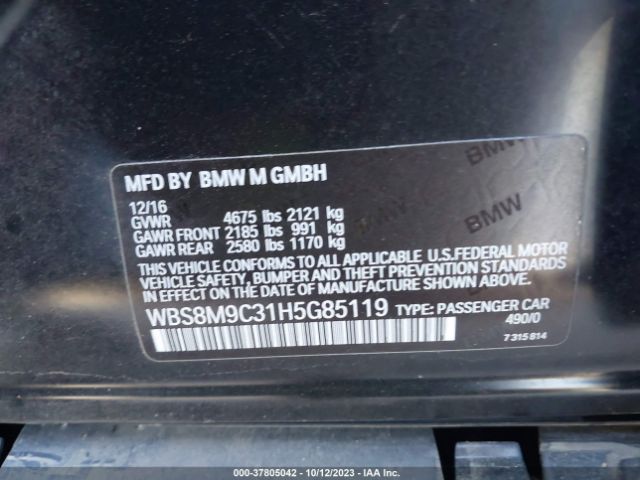 MFD BY BMW M GMBH
12/16
GVWR 4675 lbs 2121 kg
GAWR FRONT 2185 lbs 991 kg
GAWR REAR 2580 lbs 1170 kg
THIS VEHICLE CONFORMS TO ALL APPLICABLE U.S.FEDERAL MOTOR
VEHICLE SAFETY, BUMPER AND THEFT PREVENTION STANDARDS
IN EFFECT ON THE DATE OF MANUFACTURE SHOWN ABOVE.
WBS8M9C31H5G85119 TYPE: PASSENGER CAR
490/0
7315814
BMW
BMW
000-37805042 - 10/12/2023 - IAA Inc.